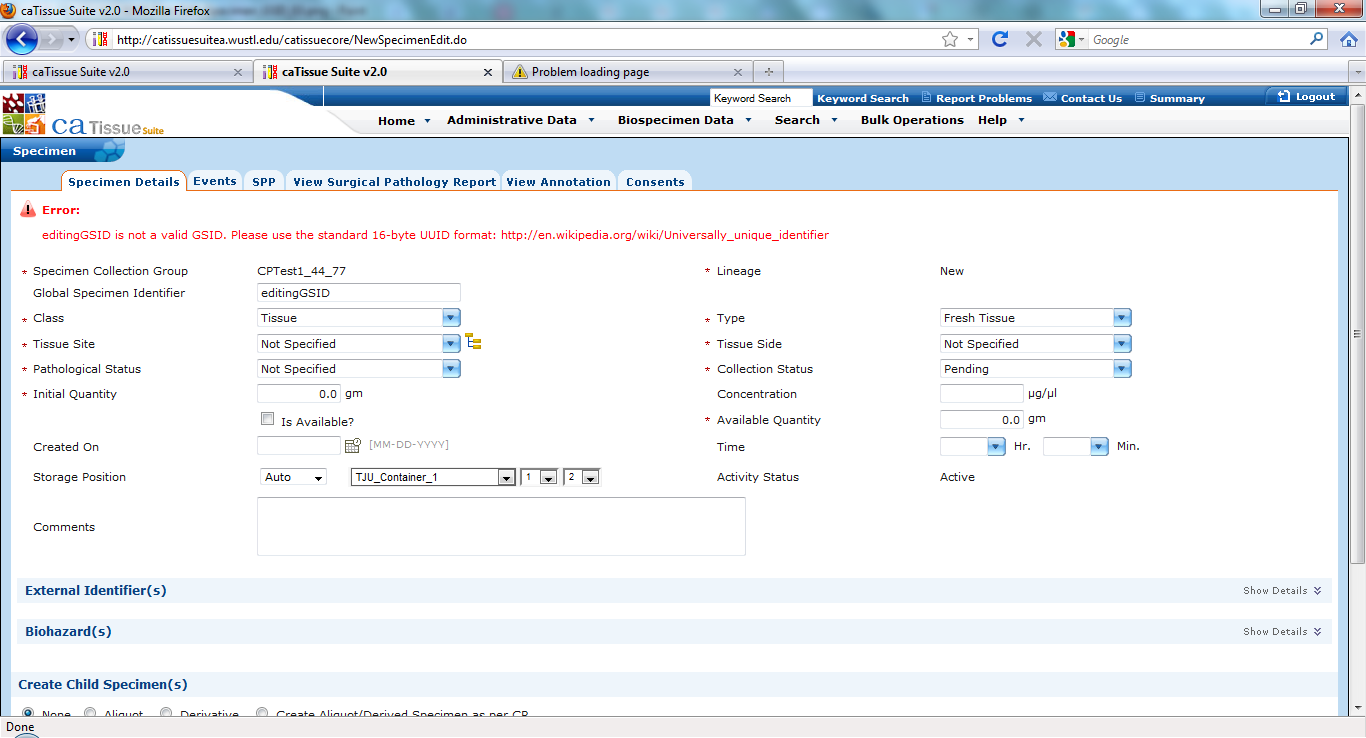 caTissue Suite v2.0 - Mozilla Firefox
http://catissuesuitea.wustl.edu/catissuecore/NewSpecimenEdit.do
Google
caTissue Suite v2.0
caTissue Suite v2.0
Problem loading page
Keyword Search Keyword Search Report Problems Contact Us Summary Logout
ca Tissue Suite
Home Administrative Data Biospecimen Data Search Bulk Operations Help
Specimen
Specimen Details Events SPP View Surgical Pathology Report View Annotation Consents
Error:
editingGSID is not a valid GSID. Please use the standard 16-byte UUID format: http://en.wikipedia.org/wiki/Universally_unique_identifier
* Specimen Collection Group CPTest1_44_77 * Lineage New
Global Specimen Identifier editingGSID
* Class Tissue * Type Fresh Tissue
* Tissue Site Not Specified * Tissue Side Not Specified
* Pathological Status Not Specified * Collection Status Pending
* Initial Quantity 0.0 gm Concentration µg/µl
Is Available? * Available Quantity 0.0 gm
Created On [MM-DD-YYYY] Time Hr. Min.
Storage Position Auto TJU_Container_1 1 2 Activity Status Active
Comments
External Identifier(s) Show Details
Biohazard(s) Show Details
Create Child Specimen(s)
None Aliquot Derivative Create Aliquot/Derived Specimen as per CP
Done